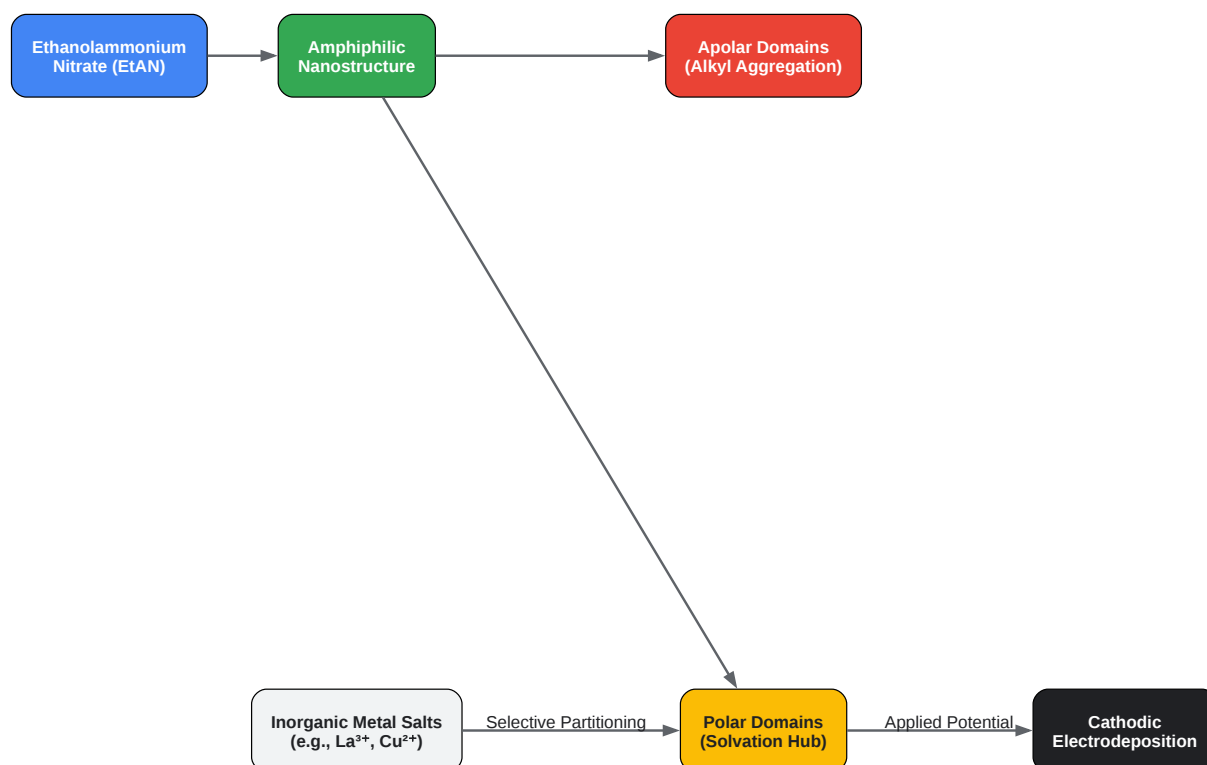 Ethanolammonium
Nitrate (EtAN)
Amphiphilic
Nanostructure
Apolar Domains
(Alkyl Aggregation)
Inorganic Metal Salts
(e.g., La³⁺, Cu²⁺)
Selective Partitioning
Polar Domains
(Solvation Hub)
Applied Potential
Cathodic
Electrodeposition